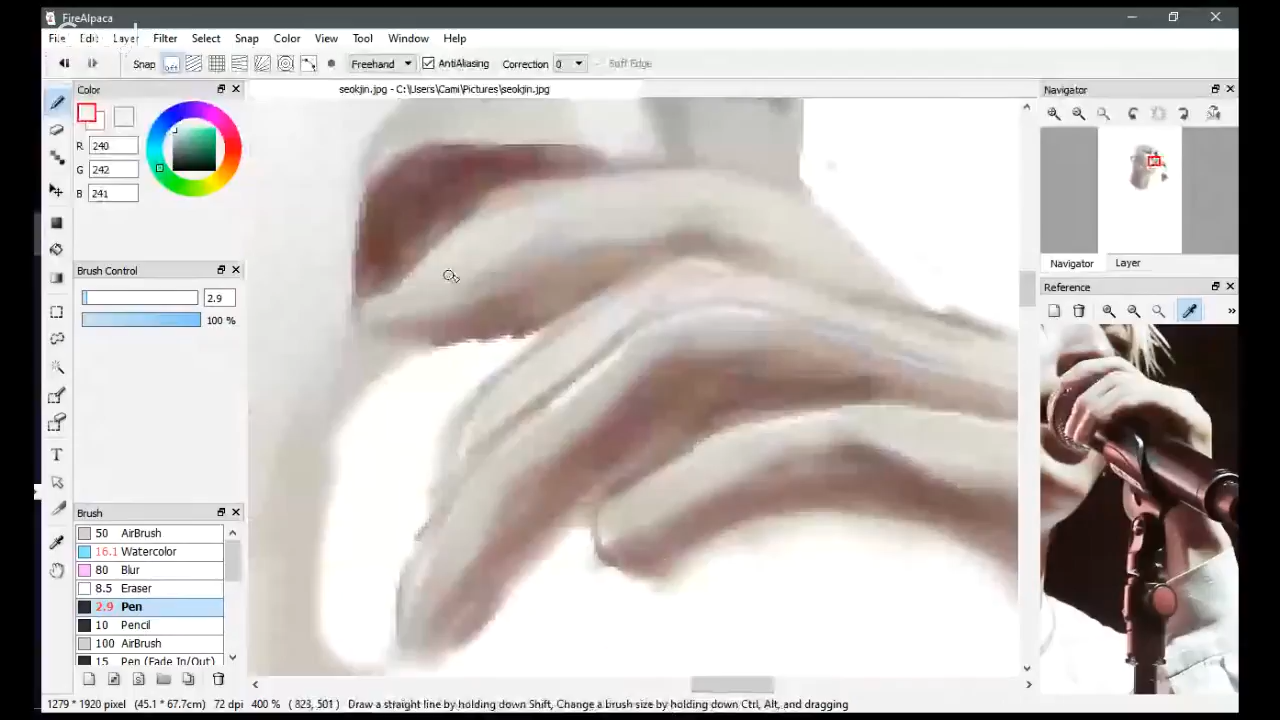 FireAlpaca
File Edit Layer Filter Select Snap Color View Tool Window Help
Snap off Freehand AntiAliasing Correction 0 Soft Edge
seokjin.jpg - C:\Users\Cami\Pictures\seokjin.jpg
Color
R 240
G 242
B 241
Brush Control
2.9
100 %
Brush
50 AirBrush
16.1 Watercolor
80 Blur
8.5 Eraser
2.9 Pen
10 Pencil
100 AirBrush
15 Pen (Fade In/Out)
T
Navigator
Navigator Layer
Reference
»
1279 * 1920 pixel (45.1 * 67.7cm) 72 dpi 400 % ( 823, 501) Draw a straight line by holding down Shift, Change a brush size by holding down Ctrl, Alt, and dragging